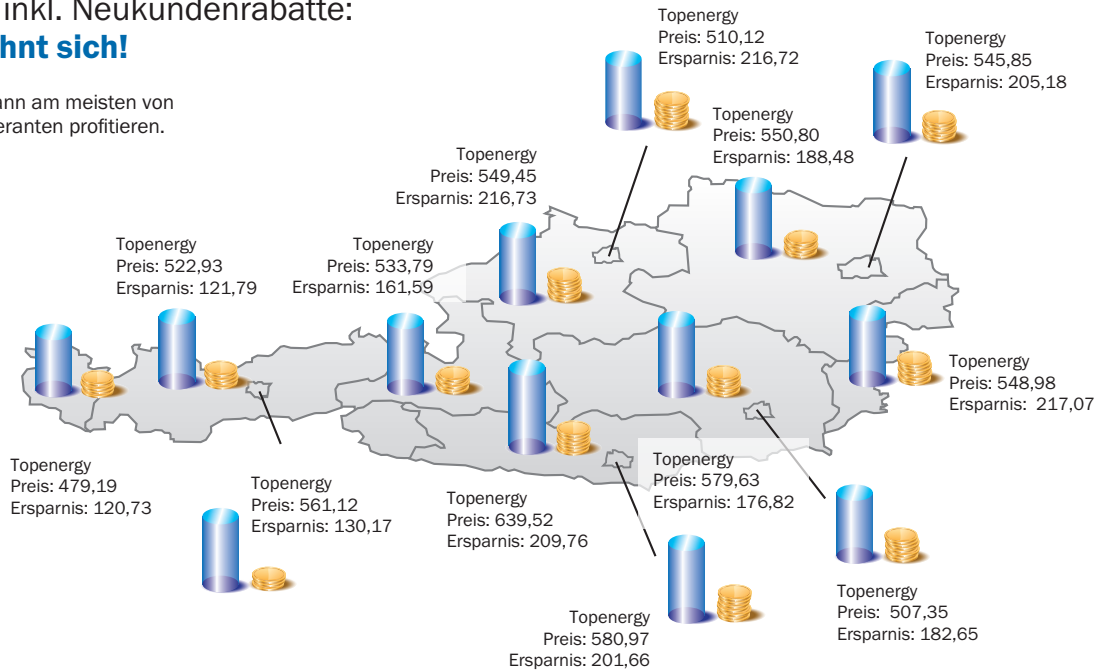 inkl. Neukundenrabatte:
hnt sich!
ann am meisten von
eranten profitieren.
Topenergy
Preis: 510,12
Ersparnis: 216,72
Topenergy
Preis: 545,85
Ersparnis: 205,18
Topenergy
Preis: 550,80
Ersparnis: 188,48
Topenergy
Preis: 549,45
Ersparnis: 216,73
Topenergy
Preis: 522,93
Ersparnis: 121,79
Topenergy
Preis: 533,79
Ersparnis: 161,59
Topenergy
Preis: 548,98
Ersparnis: 217,07
Topenergy
Preis: 479,19
Ersparnis: 120,73
Topenergy
Preis: 561,12
Ersparnis: 130,17
Topenergy
Preis: 639,52
Ersparnis: 209,76
Topenergy
Preis: 579,63
Ersparnis: 176,82
Topenergy
Preis: 580,97
Ersparnis: 201,66
Topenergy
Preis: 507,35
Ersparnis: 182,65